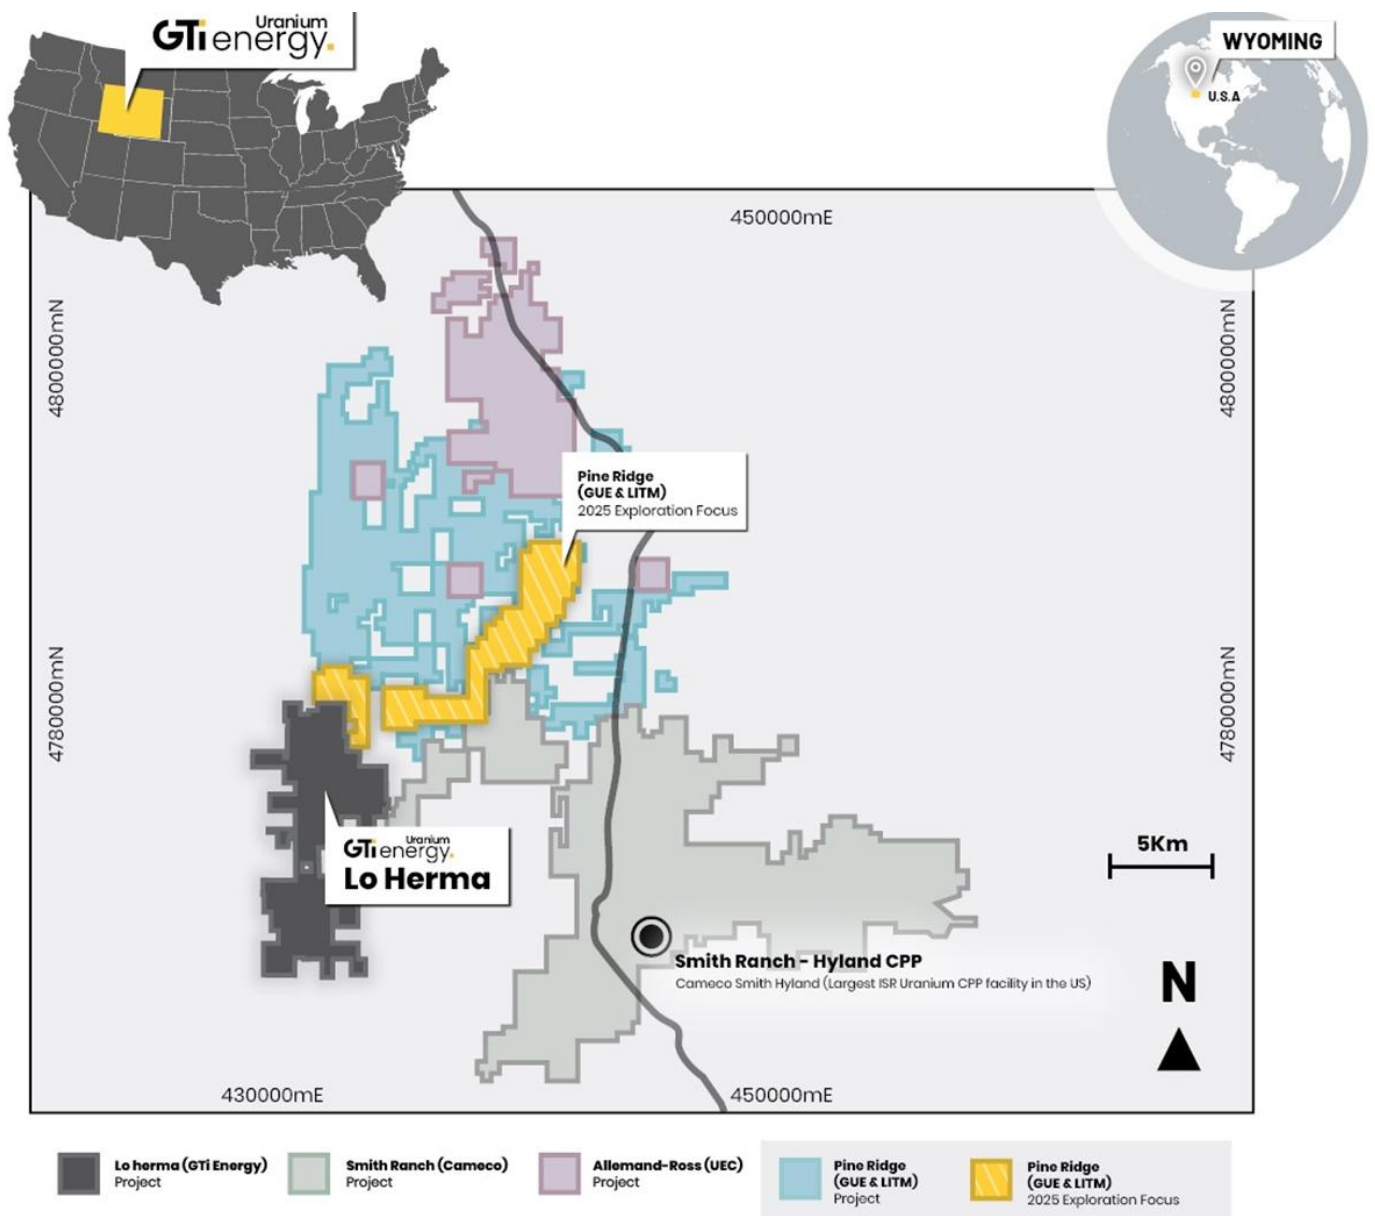 Uranium
GTi energy.
WYOMING
U.S.A
450000mE
4800000mN
4800000mN
Pine Ridge
(GUE & LITM)
2025 Exploration Focus
4780000mN
4780000mN
Uranium
GTi energy.
Lo Herma
5Km
Smith Ranch - Hyland CPP
Cameco Smith Hyland (Largest ISR Uranium CPP facility in the US)
N
430000mE
450000mE
Lo herma (GTi Energy)
Project
Smith Ranch (Cameco)
Project
Allemand-Ross (UEC)
Project
Pine Ridge
(GUE & LITM)
Project
Pine Ridge
(GUE & LITM)
2025 Exploration Focus